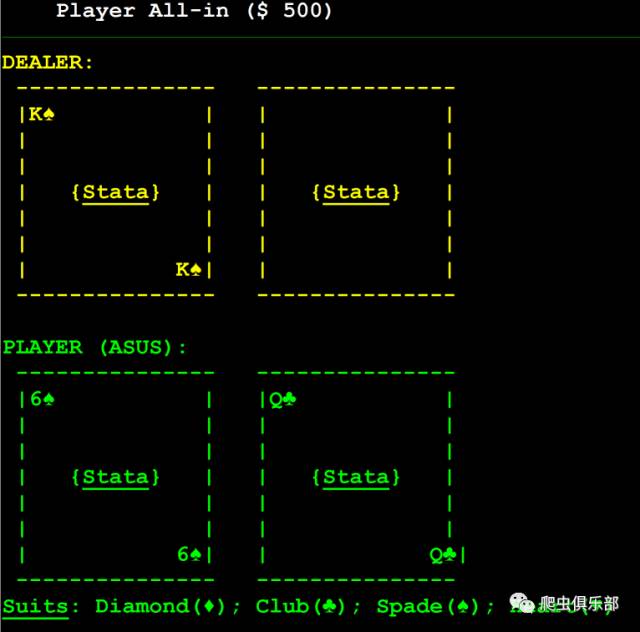 Player All-in ($ 500)
DEALER:
K♠
{Stata} {Stata}
K♠
PLAYER (ASUS):
6♠ Q♣
{Stata} {Stata}
6♠ Q♣
Suits: Diamond(♦); Club(♣); Spade(♠);
爬虫俱乐部